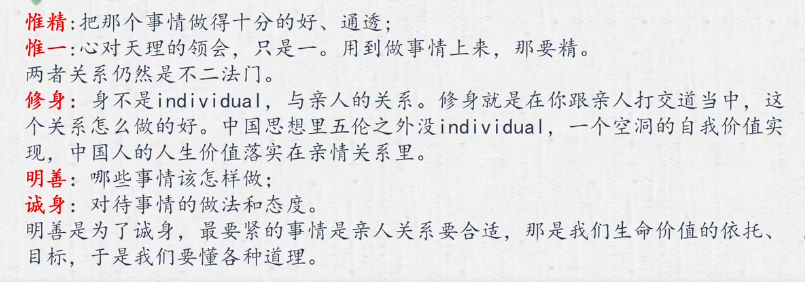 惟精:把那个事情做得十分的好、通透;
惟一:心对天理的领会，只是一。用到做事情上来，那要精。
两者关系仍然是不二法门。
修身：身不是individual，与亲人的关系。修身就是在你跟亲人打交道当中，这
个关系怎么做的好。中国思想里五伦之外没individual，一个空洞的自我价值实
现，中国人的人生价值落实在亲情关系里。
明善：哪些事情该怎样做；
诚身：对待事情的做法和态度。
明善是为了诚身，最要紧的事情是亲人关系要合适，那是我们生命价值的依托、
目标，于是我们要懂各种道理。